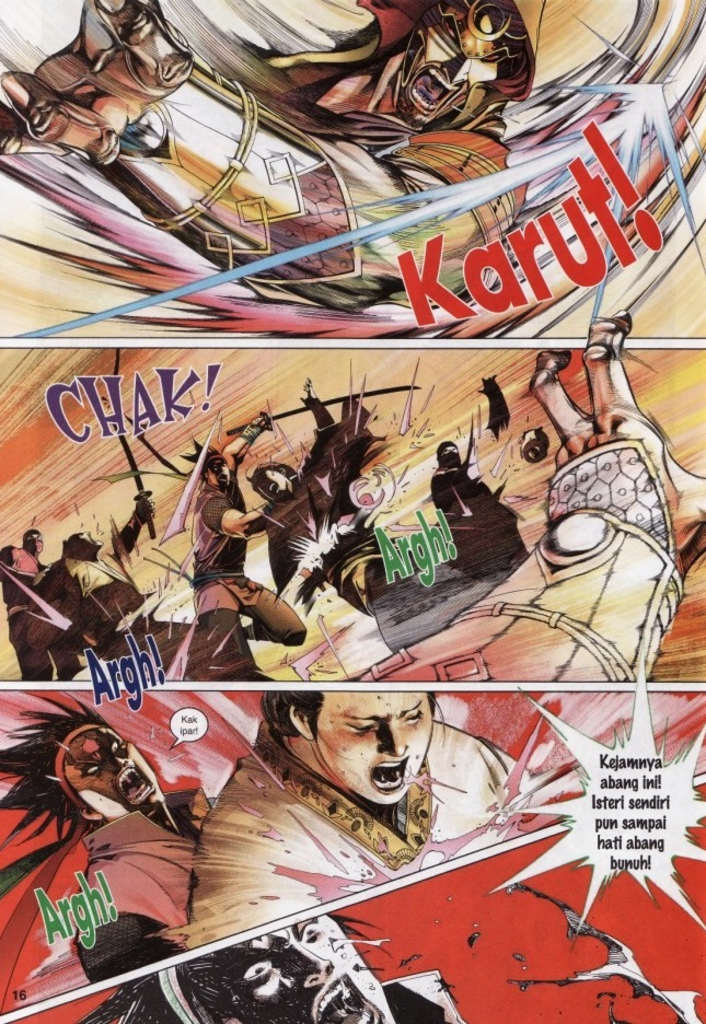 Karut!
CHAK!
Argh!
Argh!
Kak
ipar!
Kejamnya
abang ini!
Isteri sendiri
pun sampai
hati abang
bunuh!
Argh!
16